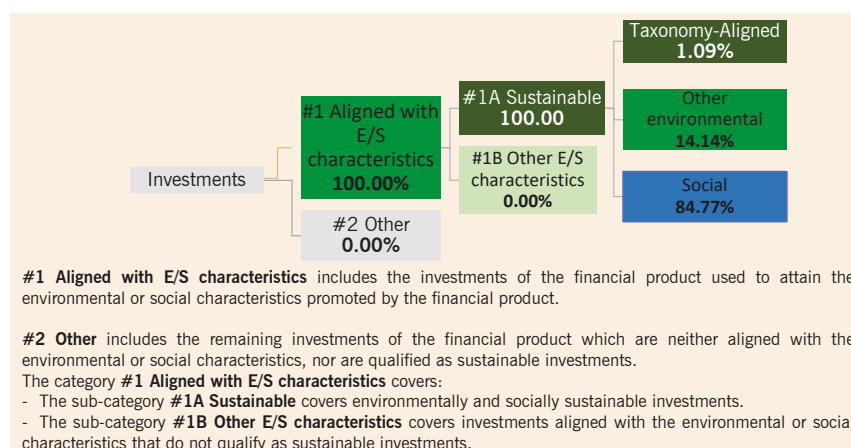 Taxonomy-Aligned
1.09%
#1A Sustainable
100.00
#1 Aligned with
E/S
characteristics
100.00%
Other
environmental
14.14%
#1B Other E/S
characteristics
0.00%
Investments
Social
84.77%
#2 Other
0.00%
#1 Aligned with E/S characteristics includes the investments of the financial product used to attain the
environmental or social characteristics promoted by the financial product.
#2 Other includes the remaining investments of the financial product which are neither aligned with the
environmental or social characteristics, nor are qualified as sustainable investments.
The category #1 Aligned with E/S characteristics covers:
- The sub-category #1A Sustainable covers environmentally and socially sustainable investments.
- The sub-category #1B Other E/S characteristics covers investments aligned with the environmental or social
characteristics that do not qualify as sustainable investments.